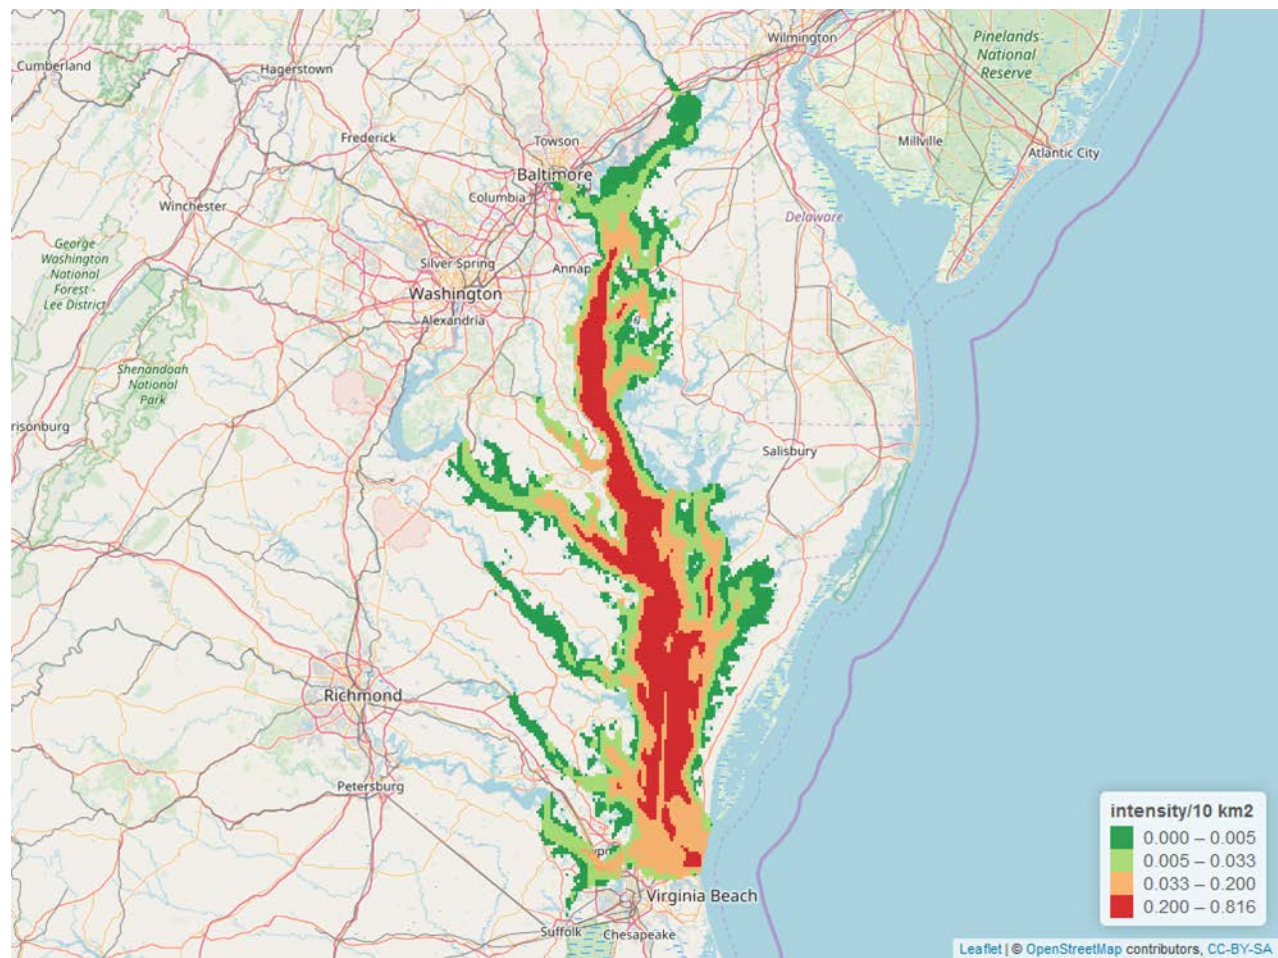 Wilmington
Pinelands
National
Reserve
Cumberland
Hagerstown
Frederick
Towson
Millville
Atlantic City
Baltimore
Columbia
Winchester
Delaware
George
Washington
National
Forest -
Lee District
Silver Spring
Annap
Washington
Alexandria
Shenandoah
National
Park
risonburg
Salisbury
Richmond
Petersburg
Virginia Beach
Suffolk
Chesapeake
intensity/10 km2
0.000 – 0.005
0.005 – 0.033
0.033 – 0.200
0.200 – 0.816
Leaflet | © OpenStreetMap contributors, CC-BY-SA